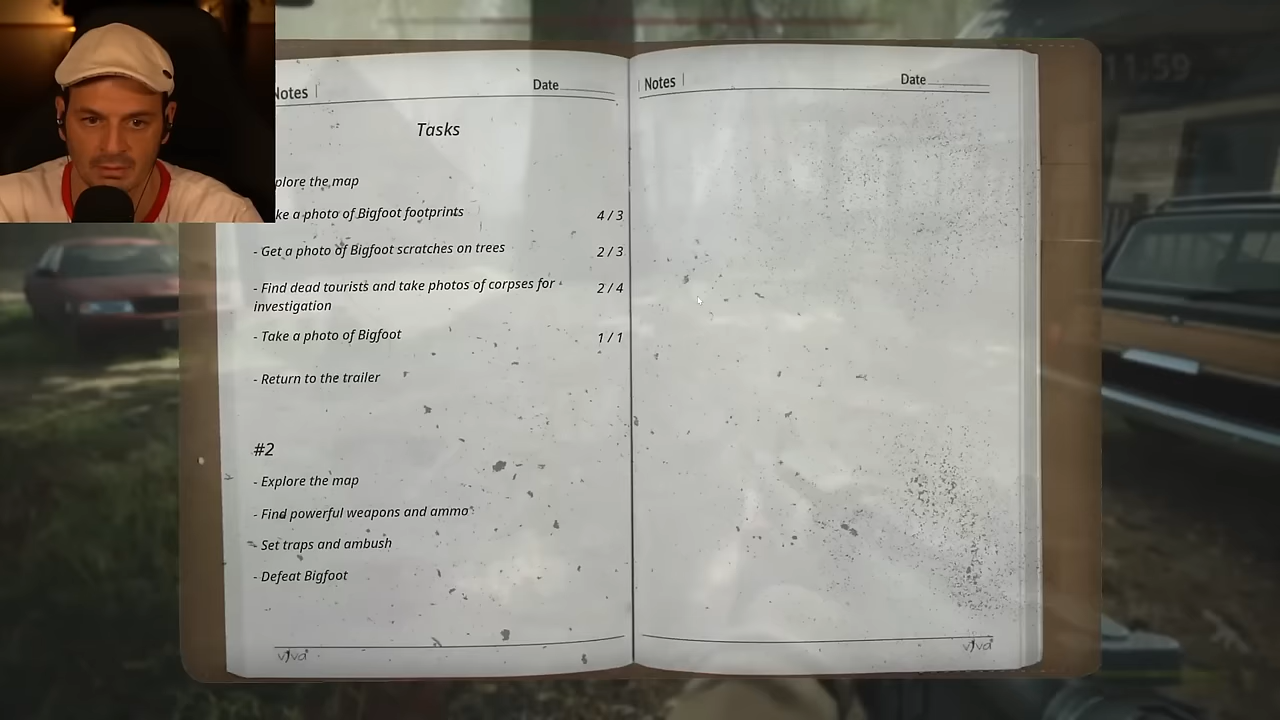 Notes
Date
Notes
Date
11:59
Tasks
plore the map
ke a photo of Bigfoot footprints 4 / 3
- Get a photo of Bigfoot scratches on trees 2 / 3
- Find dead tourists and take photos of corpses for 2 / 4
investigation
- Take a photo of Bigfoot 1 / 1
- Return to the trailer
#2
- Explore the map
- Find powerful weapons and ammo
- Set traps and ambush
- Defeat Bigfoot